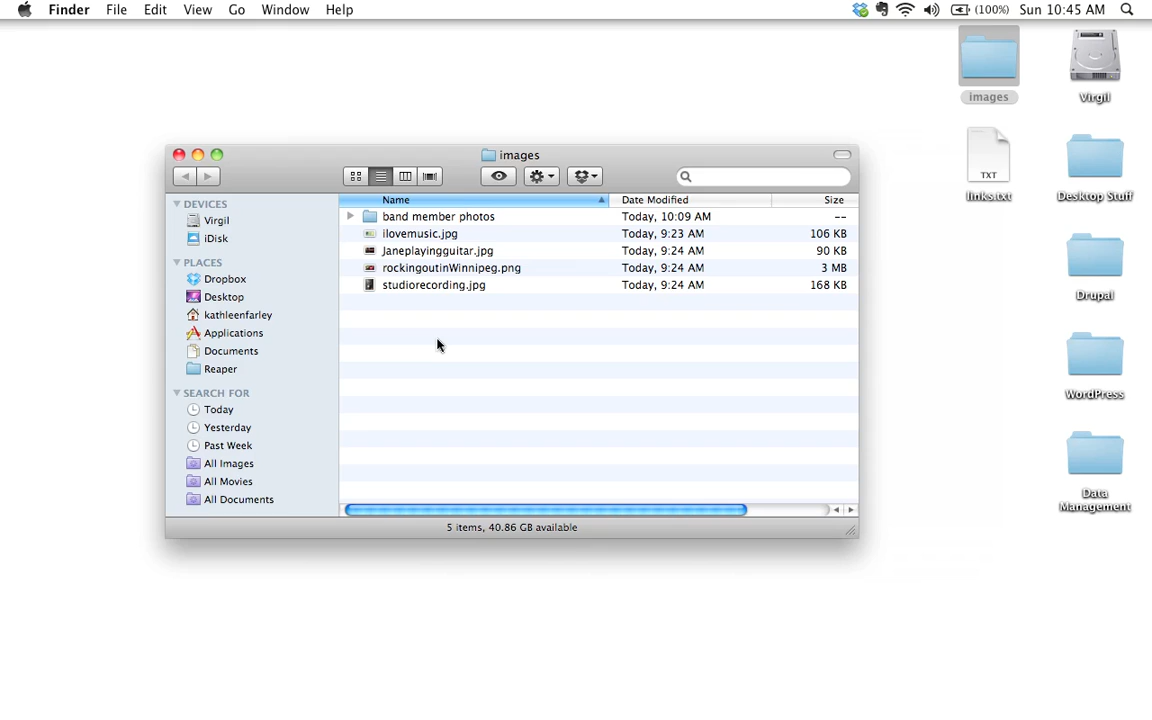 Finder File Edit View Go Window Help (100%) Sun 10:45 AM
images
Virgil
TXT
links.txt
Desktop Stuff
Drupal
WordPress
Data
Management
images
DEVICES
Virgil
iDisk
PLACES
Dropbox
Desktop
kathleenfarley
Applications
Documents
Reaper
SEARCH FOR
Today
Yesterday
Past Week
All Images
All Movies
All Documents
Name Date Modified Size
band member photos Today, 10:09 AM --
ilovemusic.jpg Today, 9:23 AM 106 KB
Janeplayingguitar.jpg Today, 9:24 AM 90 KB
rockingoutinWinnipeg.png Today, 9:24 AM 3 MB
studiorecording.jpg Today, 9:24 AM 168 KB
5 items, 40.86 GB available